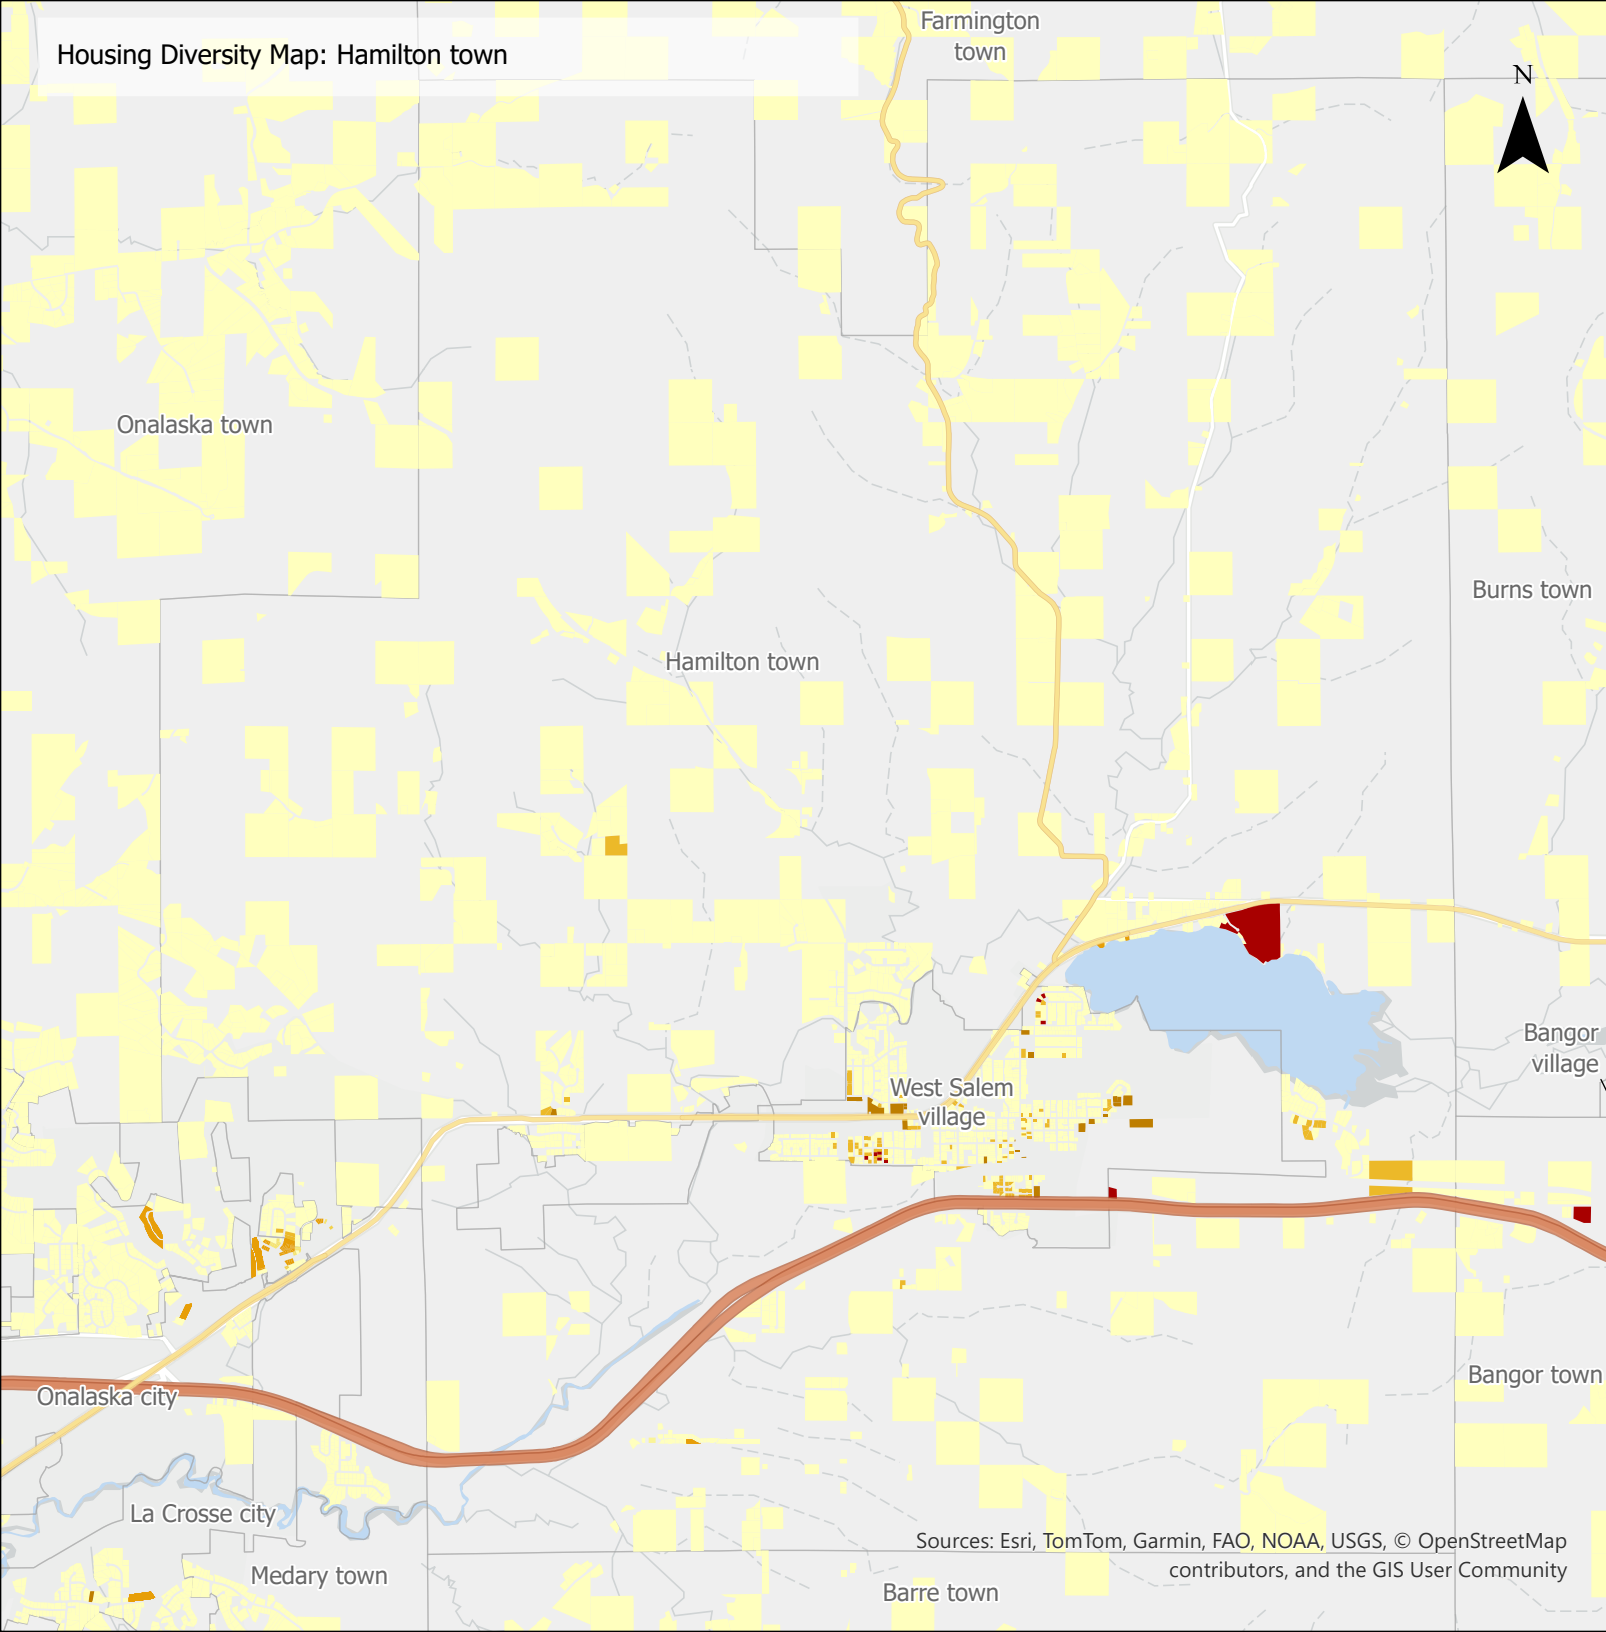 Farmington
town
Housing Diversity Map: Hamilton town
N
Onalaska town
Burns town
Hamilton town
Bangor
village
West Salem
village
Bangor town
Onalaska city
La Crosse city
Sources: Esri, TomTom, Garmin, FAO, NOAA, USGS, © OpenStreetMap
contributors, and the GIS User Community
Medary town
Barre town